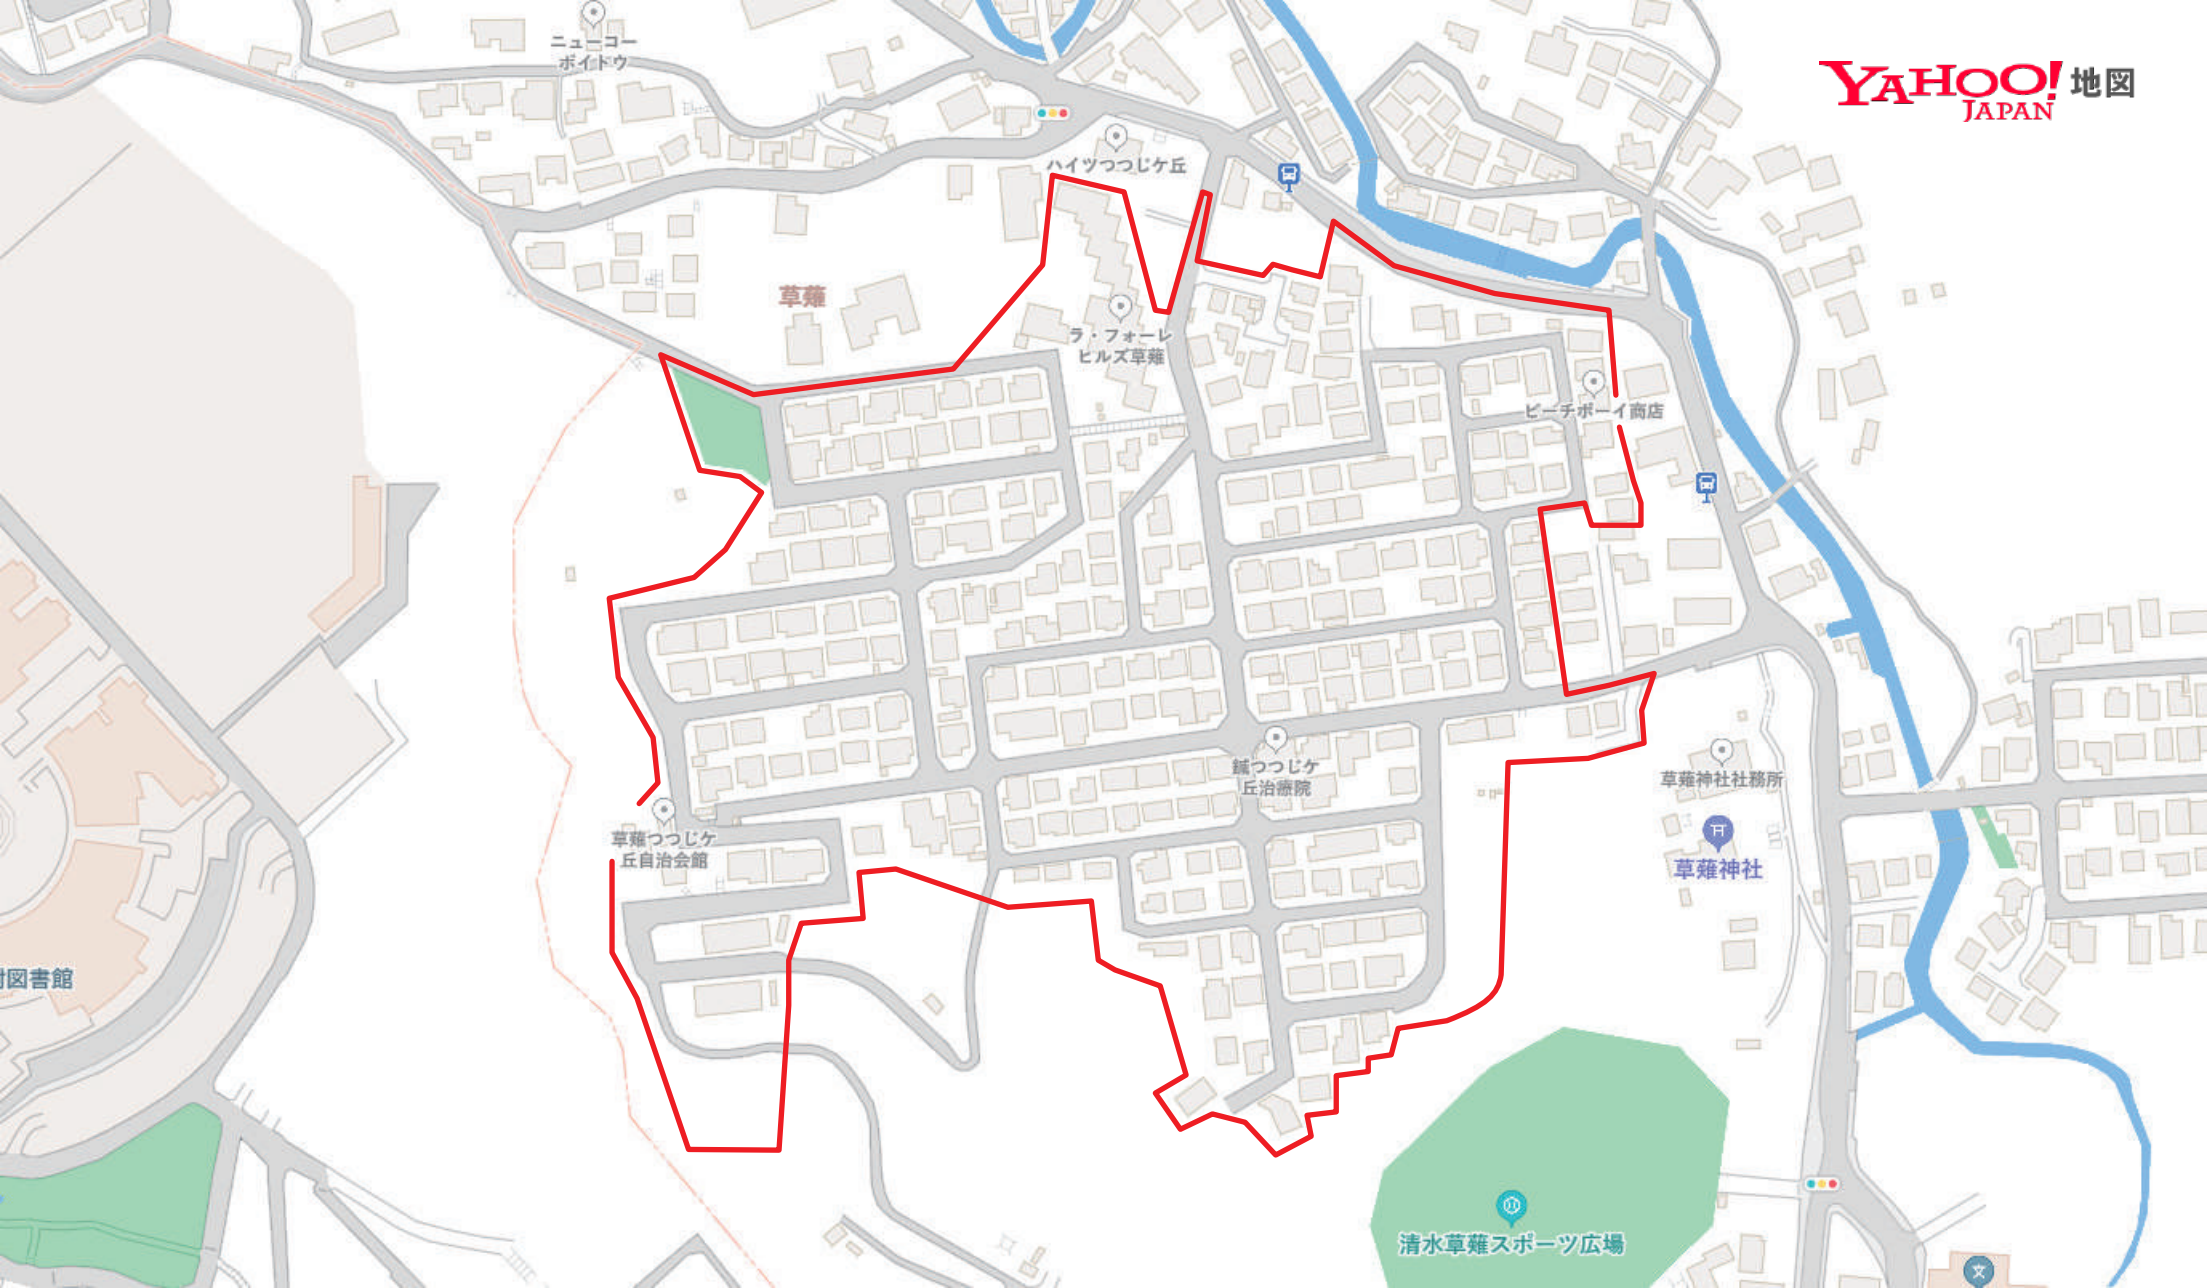 ニューコー
ポイトウ
YAHOO!
JAPAN
地図
ハイツつつじケ丘
草薙
ラ・フォーレ
ヒルズ草薙
ピーチボーイ商店
鍼つつじケ
丘治療院
草薙神社社務所
草薙つつじケ
丘自治会館
草薙神社
図書館
清水草薙スポーツ広場
文